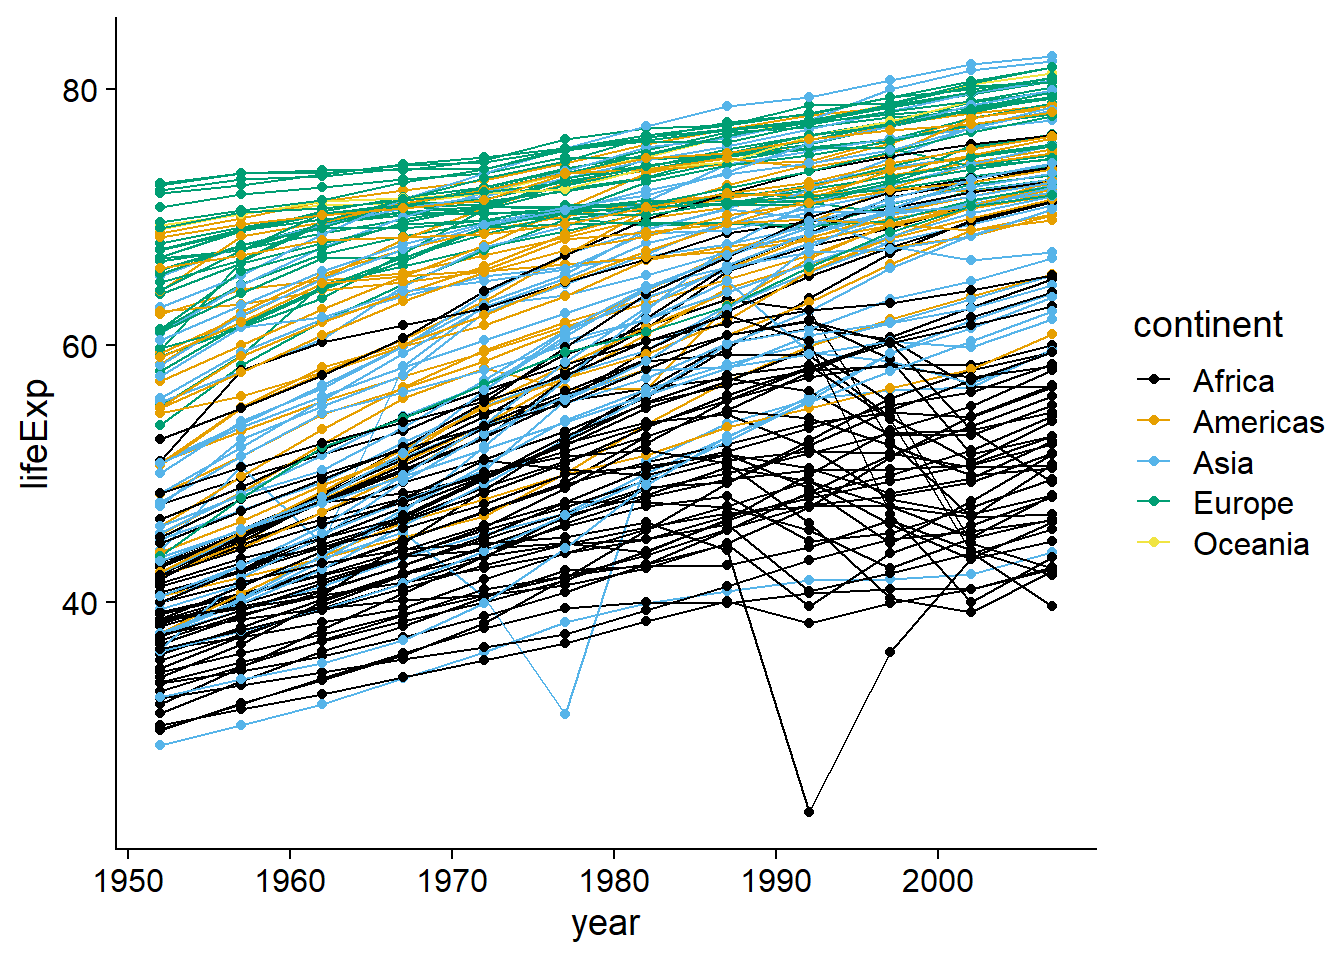 80
60
40
lifeExp
1950 1960 1970 1980 1990 2000
year
continent
Africa
Americas
Asia
Europe
Oceania